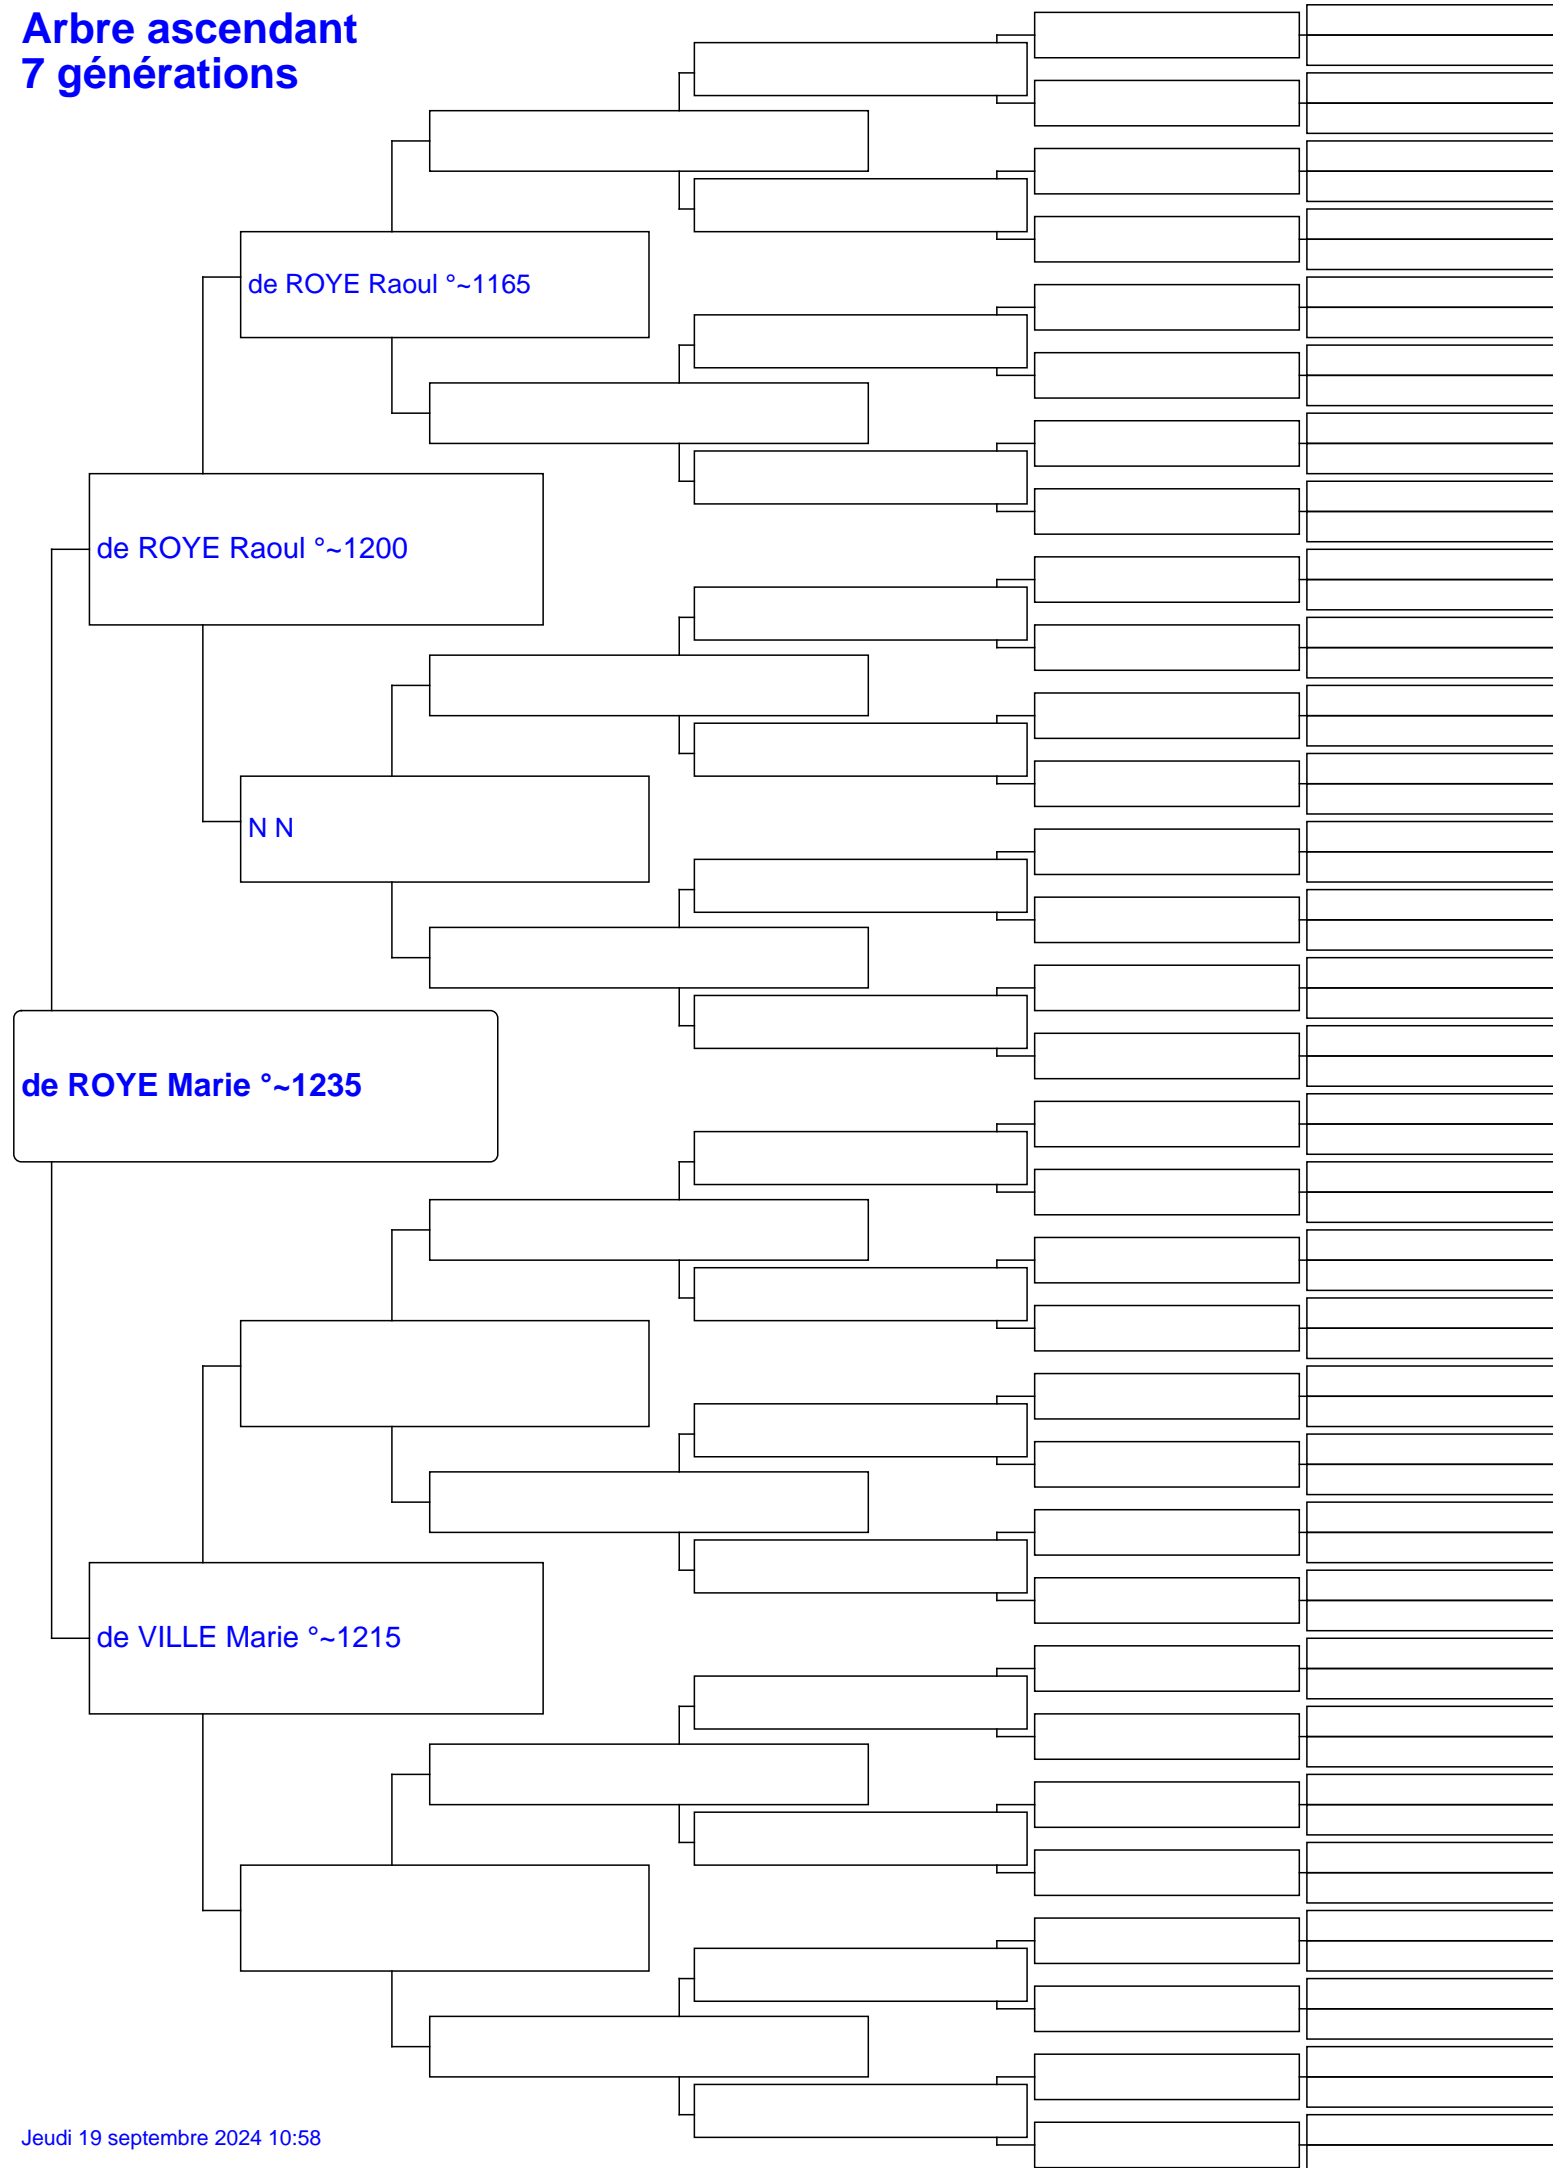 Arbre ascendant
7 générations
de ROYE Raoul °~1165
de ROYE Raoul °~1200
N N
de ROYE Marie °~1235
de VILLE Marie °~1215
Jeudi 19 septembre 2024 10:58